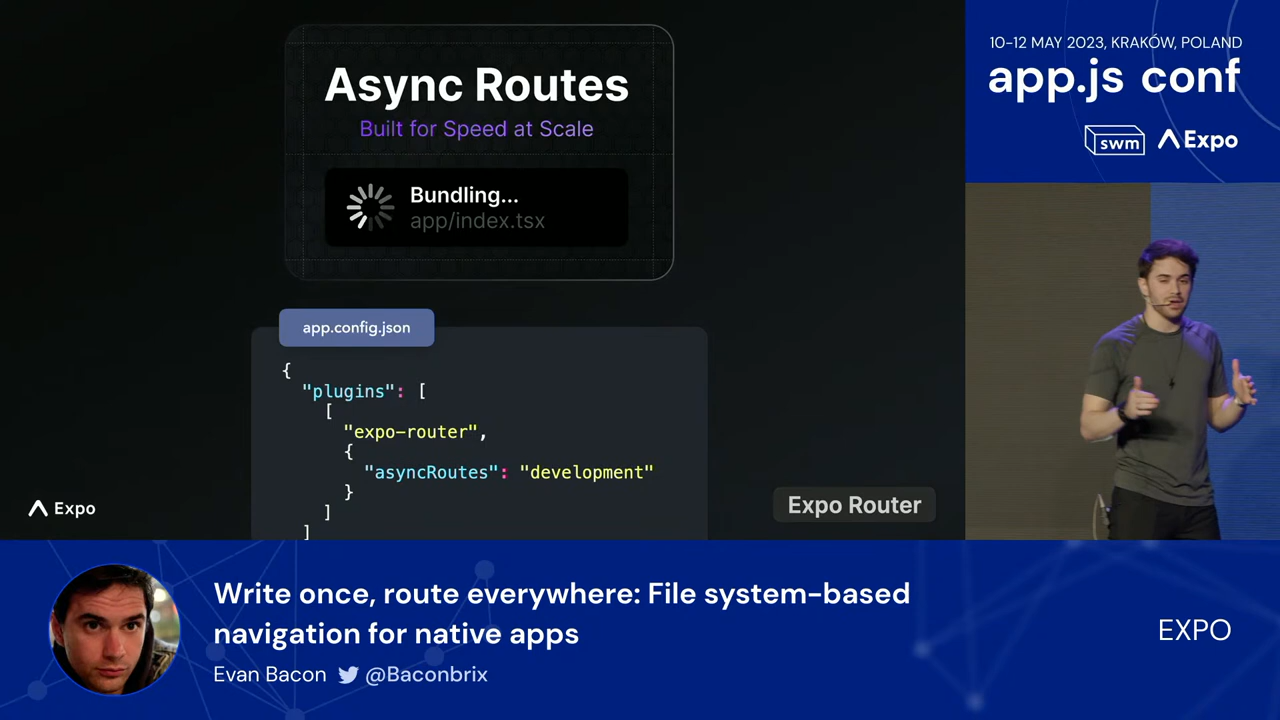 Async Routes
Built for Speed at Scale
Bundling...
app/index.tsx
app.config.json
{
"plugins": [
[
"expo-router",
{
"asyncRoutes": "development"
}
]
]
Expo
Expo Router
10-12 MAY 2023, KRAKÓW, POLAND
app.js conf
swm
Expo
Write once, route everywhere: File system-based
navigation for native apps
Evan Bacon @Baconbrix
EXPO